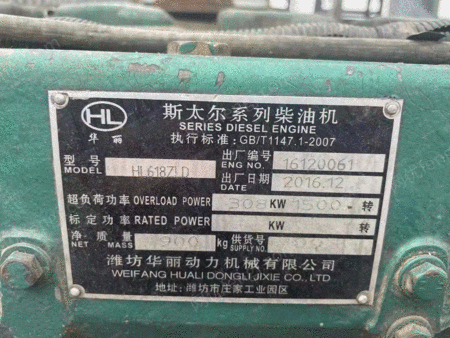 HL
华丽
斯太尔系列柴油机
SERIES DIESEL ENGINE
执行标准: GB/T1147.1-2007
型号 MODEL HL6187LD 出厂编号 ENG NO. 16120061
出厂日期 DATE 2016.12
超负荷功率 OVERLOAD POWER 308 KW 1500 转
标定功率 RATED POWER KW 转
净质量 NET MASS 900 kg 供货号 SUPPLY NO.
潍坊华丽动力机械有限公司
WEIFANG HUALI DONGLI JIXIE CO., LTD
地址: 潍坊市庄家工业园区